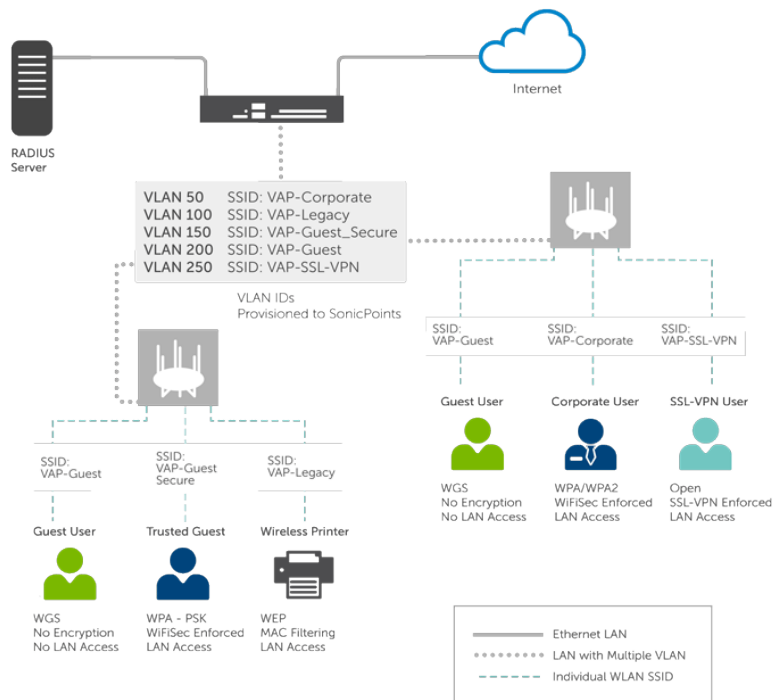 RADIUS
Server
Internet
VLAN 50 SSID: VAP-Corporate
VLAN 100 SSID: VAP-Legacy
VLAN 150 SSID: VAP-Guest_Secure
VLAN 200 SSID: VAP-Guest
VLAN 250 SSID: VAP-SSL-VPN
VLAN IDs
Provisioned to SonicPoints
SSID:
VAP-Guest
SSID:
VAP-Corporate
SSID:
VAP-SSL-VPN
Guest User
Corporate User
SSL-VPN User
WGS
No Encryption
No LAN Access
WPA/WPA2
WiFiSec Enforced
LAN Access
Open
SSL-VPN Enforced
LAN Access
SSID:
VAP-Guest
SSID:
VAP-Guest
Secure
SSID:
VAP-Legacy
Guest User
Trusted Guest
Wireless Printer
WGS
No Encryption
No LAN Access
WPA - PSK
WiFiSec Enforced
LAN Access
WEP
MAC Filtering
LAN Access
Ethernet LAN
LAN with Multiple VLAN
Individual WLAN SSID